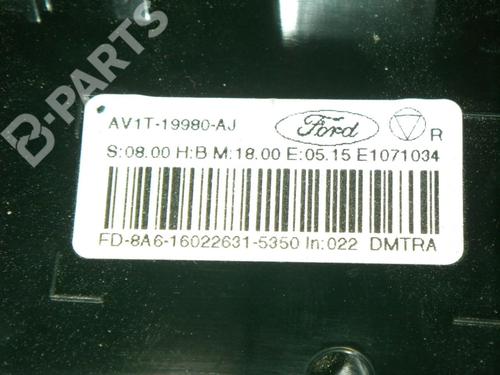 B-PARTS
AV1T-19980-AJ
Ford
R
S:08.00 H:B M:18.00 E:05.15 E1071034
FD-8A6-16022631-5350 In:022 DMTRA